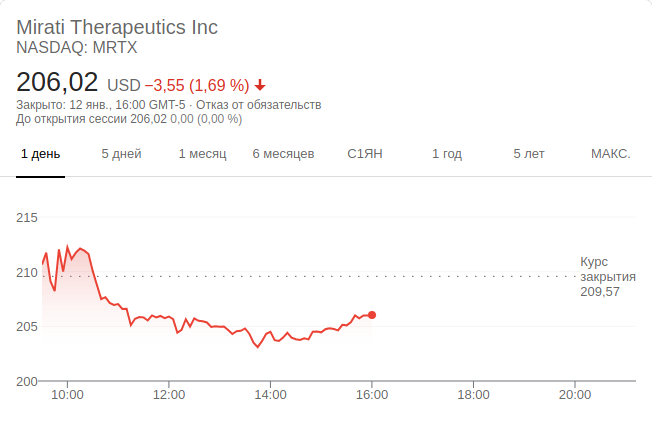 Mirati Therapeutics Inc
NASDAQ: MRTX
206,02 USD −3,55 (1,69 %)
Закрыто: 12 янв., 16:00 GMT-5 · Отказ от обязательств
До открытия сессии 206,02 0,00 (0,00 %)
1 день 5 дней 1 месяц 6 месяцев С1ЯН 1 год 5 лет МАКС.
215
Курс
210 закрытия
209,57
205
200
10:00 12:00 14:00 16:00 18:00 20:00